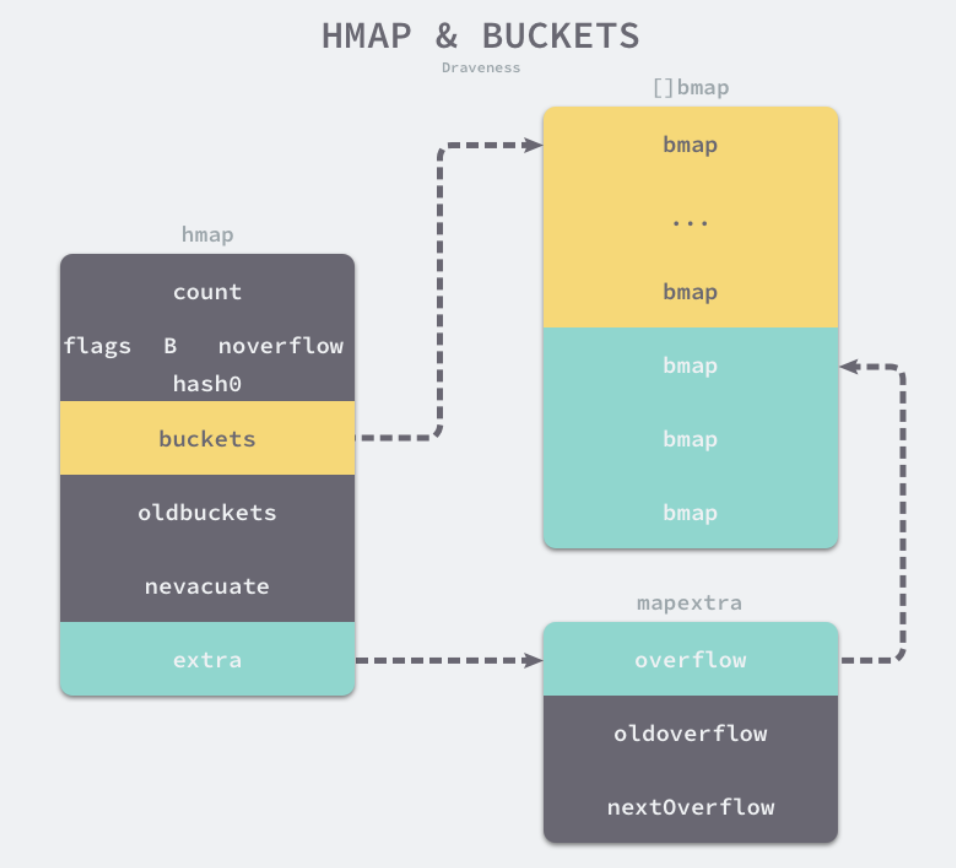 HMAP & BUCKETS
Draveness
[]bmap
bmap
...
bmap
bmap
bmap
bmap
hmap
count
flags B noverflow
hash0
buckets
oldbuckets
nevacuate
extra
mapextra
overflow
oldoverflow
nextOverflow